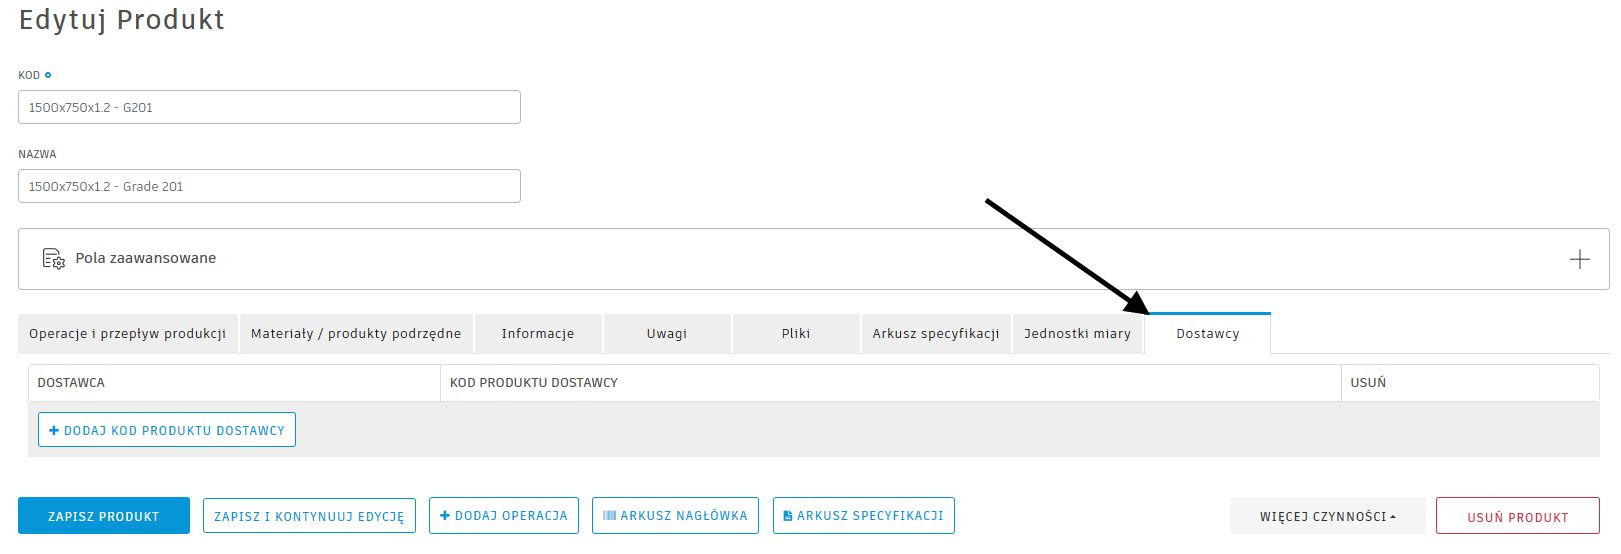 Edytuj Produkt
KOD
1500x750x1.2 - G201
NAZWA
1500x750x1.2 - Grade 201
Pola zaawansowane
Operacje i przepływ produkcji Materiały / produkty podrzędne Informacje Uwagi Pliki Arkusz specyfikacji Jednostki miary Dostawcy
DOSTAWCA KOD PRODUKTU DOSTAWCY USUŃ
DODAJ KOD PRODUKTU DOSTAWCY
ZAPISZ PRODUKT ZAPISZ I KONTYNUUJ EDYCJĘ DODAJ OPERACJA ARKUSZ NAGŁÓWKA ARKUSZ SPECYFIKACJI WIĘCEJ CZYNNOŚCI USUŃ PRODUKT